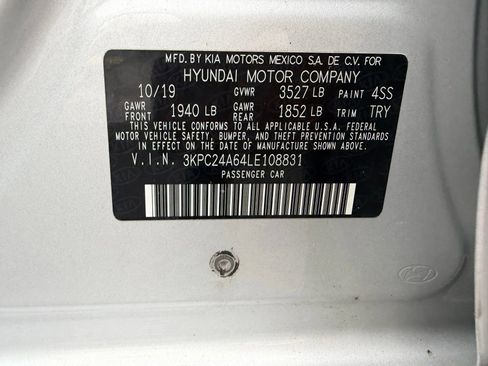 MFD.BY KIA MOTORS MEXICO S.A. DE C.V. FOR
HYUNDAI MOTOR COMPANY
10/19 GVWR 3527 LB PAINT 4SS
GAWR FRONT 1940 LB GAWR REAR 1852 LB TRIM TRY
THIS VEHICLE CONFORMS TO ALL APPLICABLE U.S.A. FEDERAL
MOTOR VEHICLE SAFETY, BUMPER, AND THEFT PREVENTION STANDARDS
IN EFFECT ON THE DATE OF MANUFACTURE SHOWN ABOVE.
V.I.N. 3KPC24A64LE108831
PASSENGER CAR